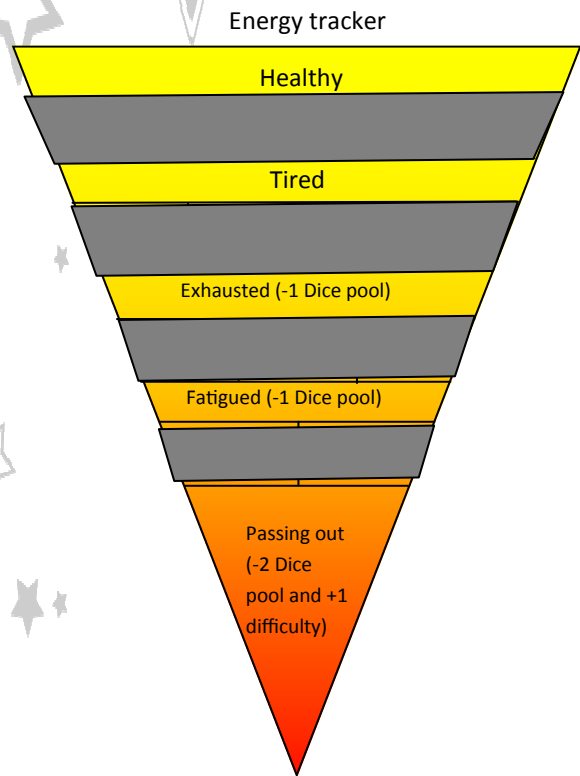 Energy tracker
Healthy
Tired
Exhausted (-1 Dice pool)
Fatigued (-1 Dice pool)
Passing out
(-2 Dice
pool and +1
difficulty)